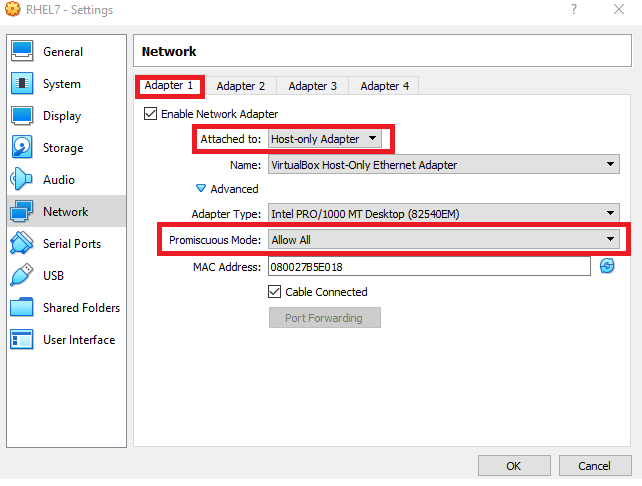 RHEL7 - Settings
?
General
System
Display
Storage
Audio
Network
Serial Ports
USB
Shared Folders
User Interface
Network
Adapter 1 Adapter 2 Adapter 3 Adapter 4
Enable Network Adapter
Attached to: Host-only Adapter
Name: VirtualBox Host-Only Ethernet Adapter
Advanced
Adapter Type: Intel PRO/1000 MT Desktop (82540EM)
Promiscuous Mode: Allow All
MAC Address: 080027B5E018
Cable Connected
Port Forwarding
OK Cancel